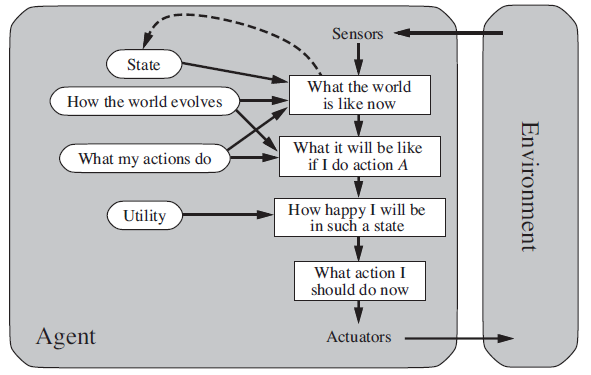 Sensors
State
What the world
is like now
How the world evolves
What it will be like
if I do action A
What my actions do
How happy I will be
in such a state
Utility
What action I
should do now
Agent
Actuators
Environment